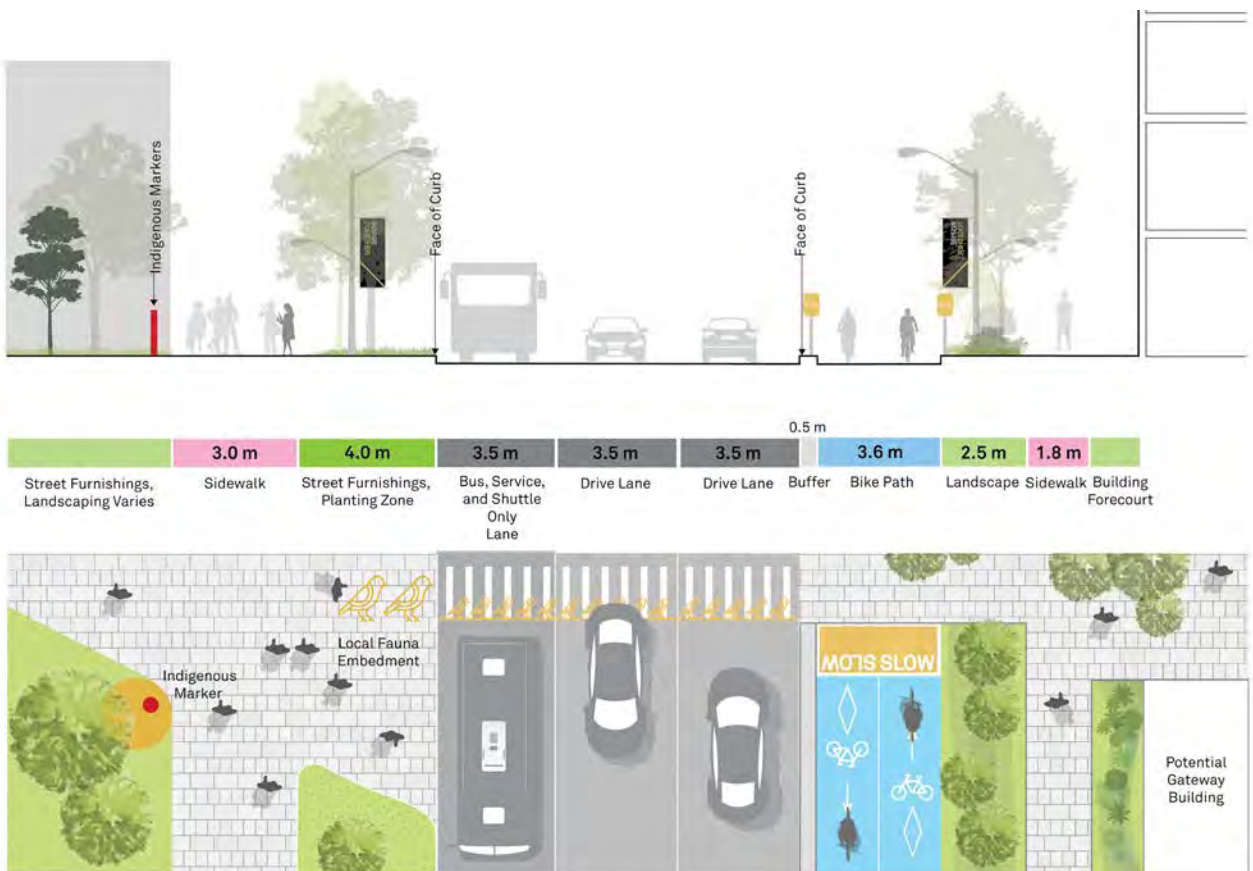 Indigenous Markers
Face of Curb
Face of Curb
0.5 m
3.0 m
4.0 m
3.5 m
3.5 m
3.5 m
3.6 m
2.5 m
1.8 m
Street Furnishings,
Landscaping Varies
Sidewalk
Street Furnishings,
Planting Zone
Bus, Service,
and Shuttle
Only
Lane
Drive Lane
Drive Lane
Buffer
Bike Path
Landscape
Sidewalk
Building
Forecourt
Local Fauna
Embedment
Indigenous
Marker
SLOW SLOW
Potential
Gateway
Building